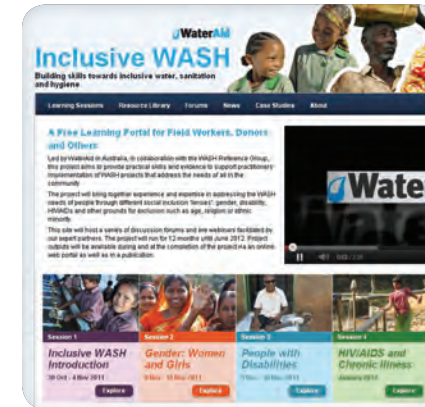 WaterAid
Inclusive WASH
Building skills towards inclusive water, sanitation
and hygiene
Learning Sessions Resource Library Forums News Case Studies About
A Free Learning Portal for Field Workers, Donors
and Others
Led by WaterAid in Australia, in collaboration with the WASH Reference Group,
this project aims to provide practical skills and evidence to support practitioners'
implementation of WASH projects that address the needs of all in the
community
The project will bring together experience and expertise in addressing the WASH
needs of people through different social inclusion 'lenses': gender, disability,
HIV/AIDS and other grounds for exclusion such as age, religion or ethnic
minority.
This site will host a series of discussion forums and live webinars facilitated by
our expert partners. The project will run for 12 months until June 2012. Project
outputs will be available during and at the completion of the project via an online
web portal as well as in a publication.
Wate
Session 1
Inclusive WASH
Introduction
Explore
Session 2
Gender: Women
and Girls
Explore
Session 3
People with
Disabilities
Explore
Session 4
HIV/AIDS and
Chronic Illness
January 2012
Explore